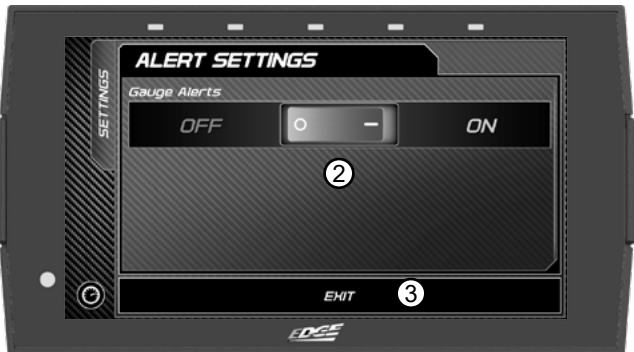 ALERT SETTINGS
SETTINGS
Gauge Alerts
OFF
ON
2
EXIT
3
EDGE